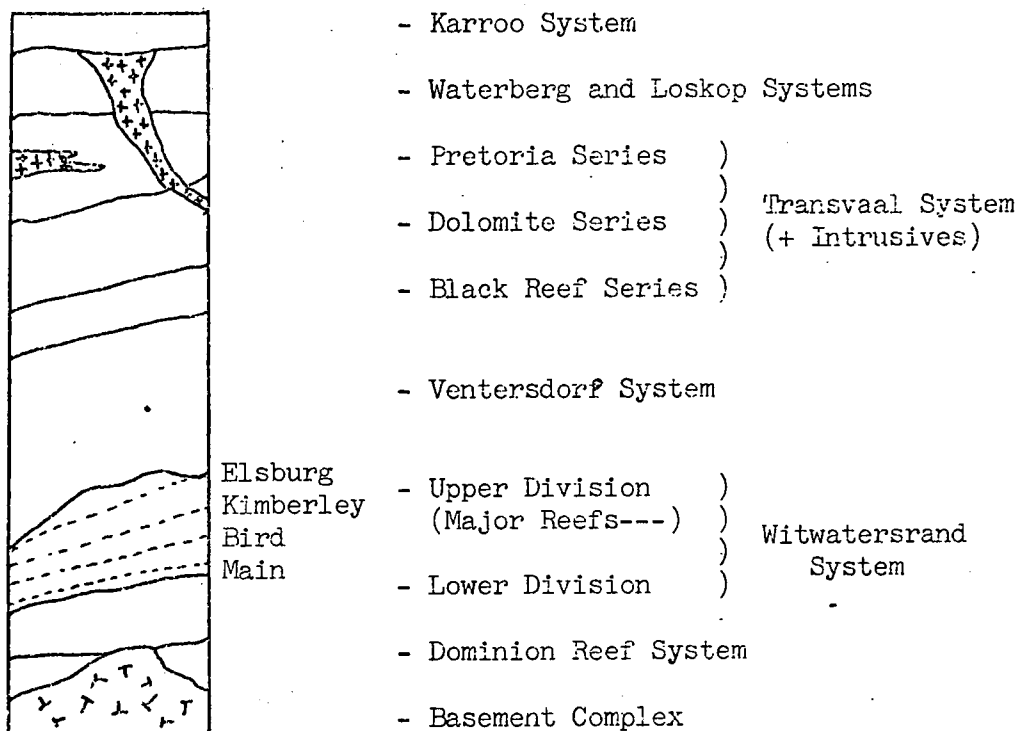 - Karroo System
- Waterberg and Loskop Systems
- Pretoria Series )
)
- Dolomite Series )
)
- Black Reef Series )
Transvaal System
(+ Intrusives)
- Ventersdorf System
Elsburg
Kimberley
Bird
Main
- Upper Division )
(Major Reefs---) )
)
- Lower Division )
Witwatersrand
System
- Dominion Reef System
- Basement Complex